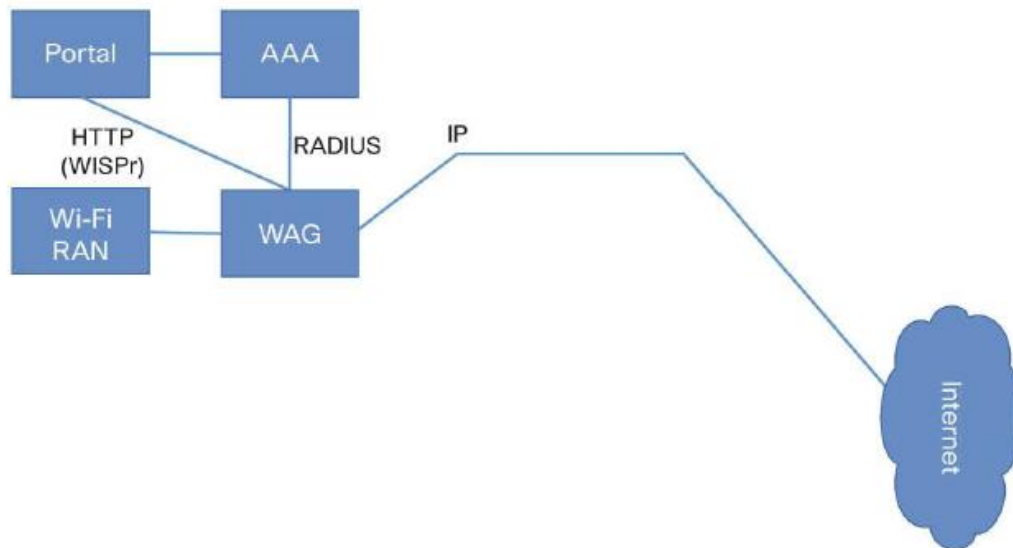 Portal
AAA
HTTP
(WISPr)
RADIUS
IP
Wi-Fi
RAN
WAG
Internet